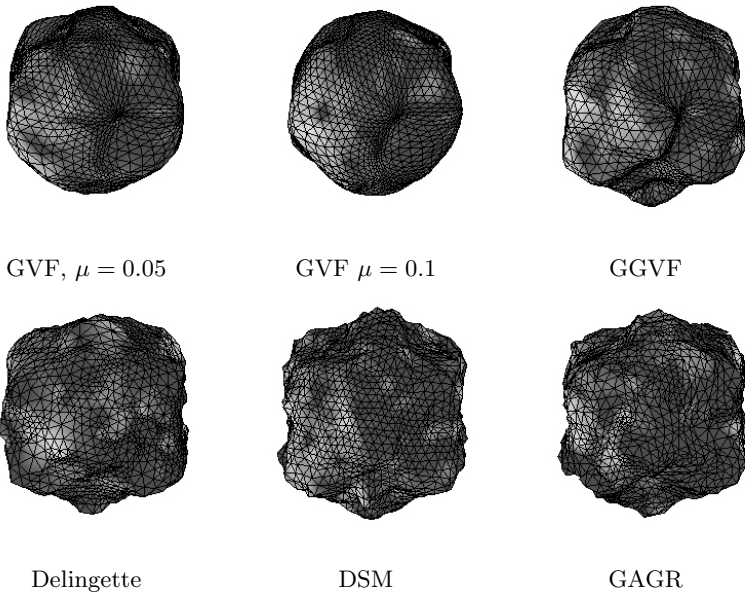 GVF, μ = 0.05
GVF μ = 0.1
GGVF
Delingette
DSM
GAGR